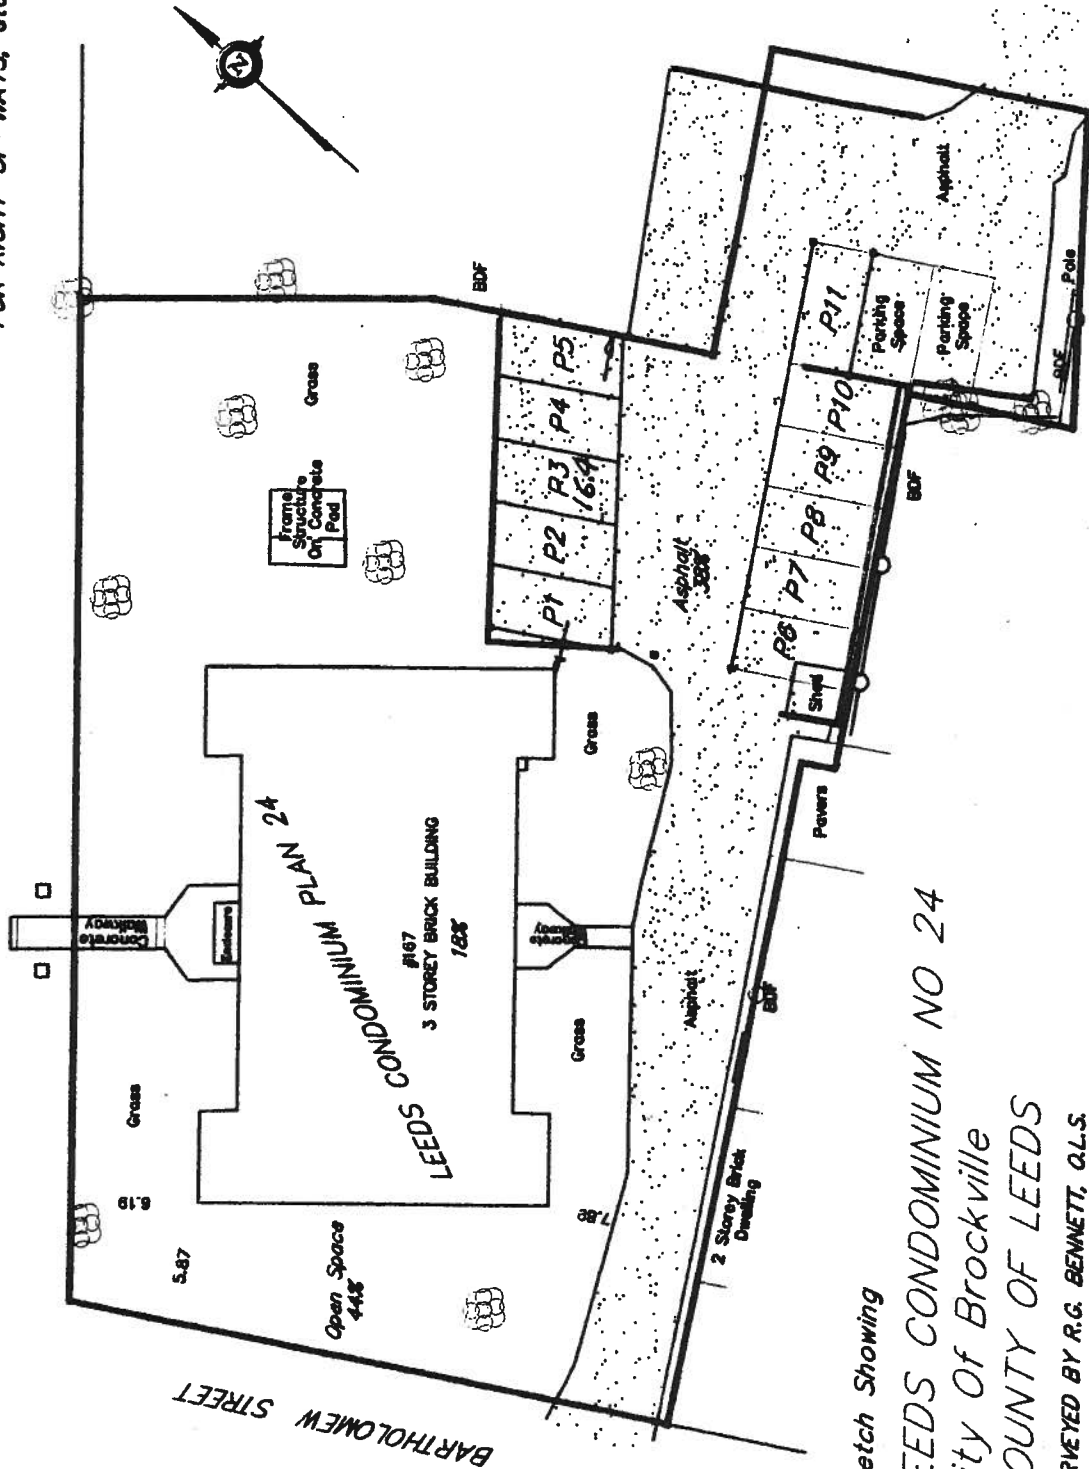 BARTHOLOMEW STREET
Open Space
44%
5.87
6.19
7.86
Grass
Concrete
Walkway
Grass
LEEDS CONDOMINIUM PLAN 24
#167
3 STOREY BRICK BUILDING
18%
Grass
Grass
Walkway
Asphalt
2 Storey Brick
Dwelling
BDF
Pavers
Shed
Frame
Structure
On Concrete
Pad
Grass
BDF
P1
P2
P3
16.4
P4
P5
Asphalt
38%
P6
P7
P8
P9
P10
P11
Parking
Space
Parking
Space
BDF
Asphalt
BDF
Pole
N
etch Showing
EEDS CONDOMINIUM NO 24
ity Of Brockville
OUNTY OF LEEDS
RVEYED BY R.G. BENNETT, O.L.S.